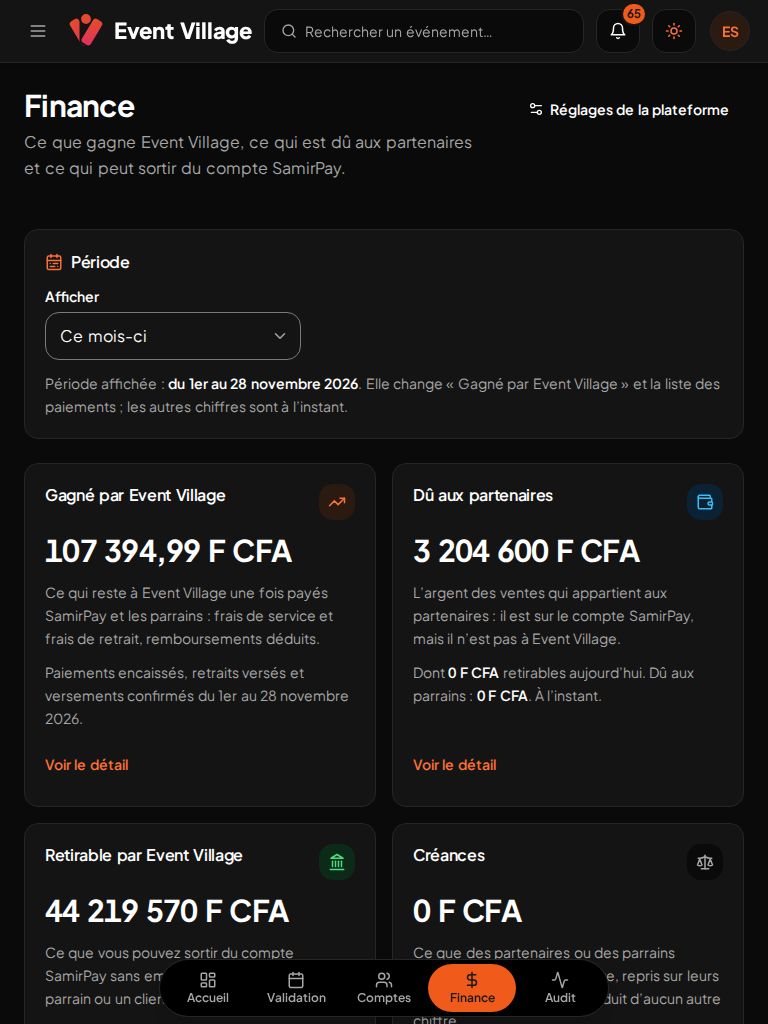 Event Village
Rechercher un événement...
65
ES
Finance
Réglages de la plateforme
Ce que gagne Event Village, ce qui est dû aux partenaires
et ce qui peut sortir du compte SamirPay.
Période
Afficher
Ce mois-ci
Période affichée : du 1er au 28 novembre 2026. Elle change « Gagné par Event Village » et la liste des
paiements ; les autres chiffres sont à l'instant.
Gagné par Event Village
107 394,99 F CFA
Ce qui reste à Event Village une fois payés
SamirPay et les parrains : frais de service et
frais de retrait, remboursements déduits.
Paiements encaissés, retraits versés et
versements confirmés du 1er au 28 novembre
2026.
Voir le détail
Dû aux partenaires
3 204 600 F CFA
L'argent des ventes qui appartient aux
partenaires : il est sur le compte SamirPay,
mais il n'est pas à Event Village.
Dont 0 F CFA retirables aujourd'hui. Dû aux
parrains : 0 F CFA. À l'instant.
Voir le détail
Retirable par Event Village
44 219 570 F CFA
Ce que vous pouvez sortir du compte
SamirPay sans
parrain ou un
Créances
0 F CFA
Ce que des partenaires ou des parrains
repris sur leurs
d'aucun autre
chiffre.
Accueil
Validation
Comptes
Finance
Audit